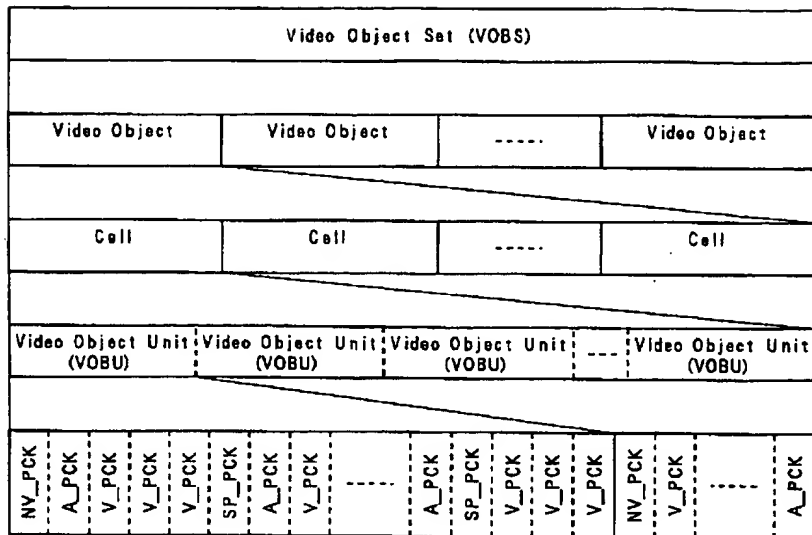 Video Object Set (VOBS)
Video Object Video Object ----- Video Object
Cell Cell ----- Cell
Video Object Unit Video Object Unit Video Object Unit ---- Video Object Unit
(VOBU) (VOBU) (VOBU) (VOBU)
NV_PCK A_PCK V_PCK V_PCK V_PCK SP_PCK A_PCK V_PCK ----- A_PCK SP_PCK V_PCK V_PCK V_PCK NV_PCK V_PCK ----- A_PCK